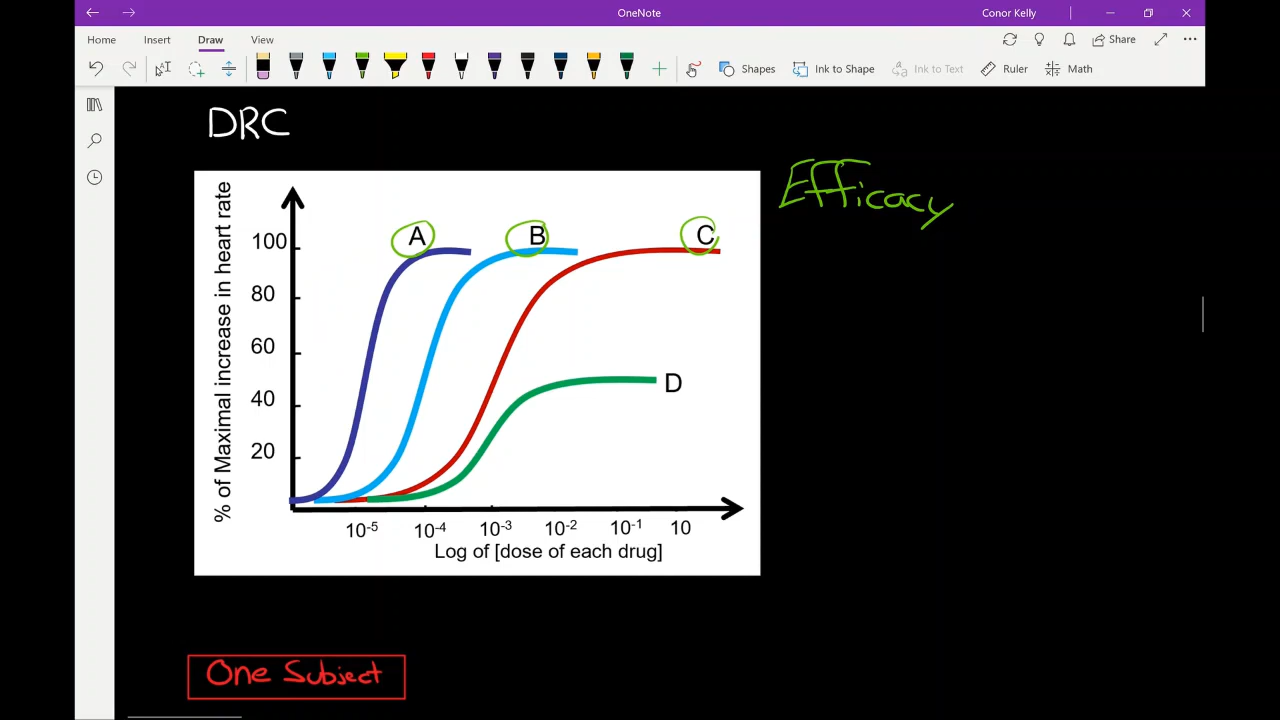 OneNote
Conor Kelly
Home Insert Draw View
Share
Shapes Ink to Shape Ink to Text Ruler Math
DRC
Efficacy
% of Maximal increase in heart rate
100
80
60
40
20
A B C
D
10-5 10-4 10-3 10-2 10-1 10
Log of [dose of each drug]
One Subject